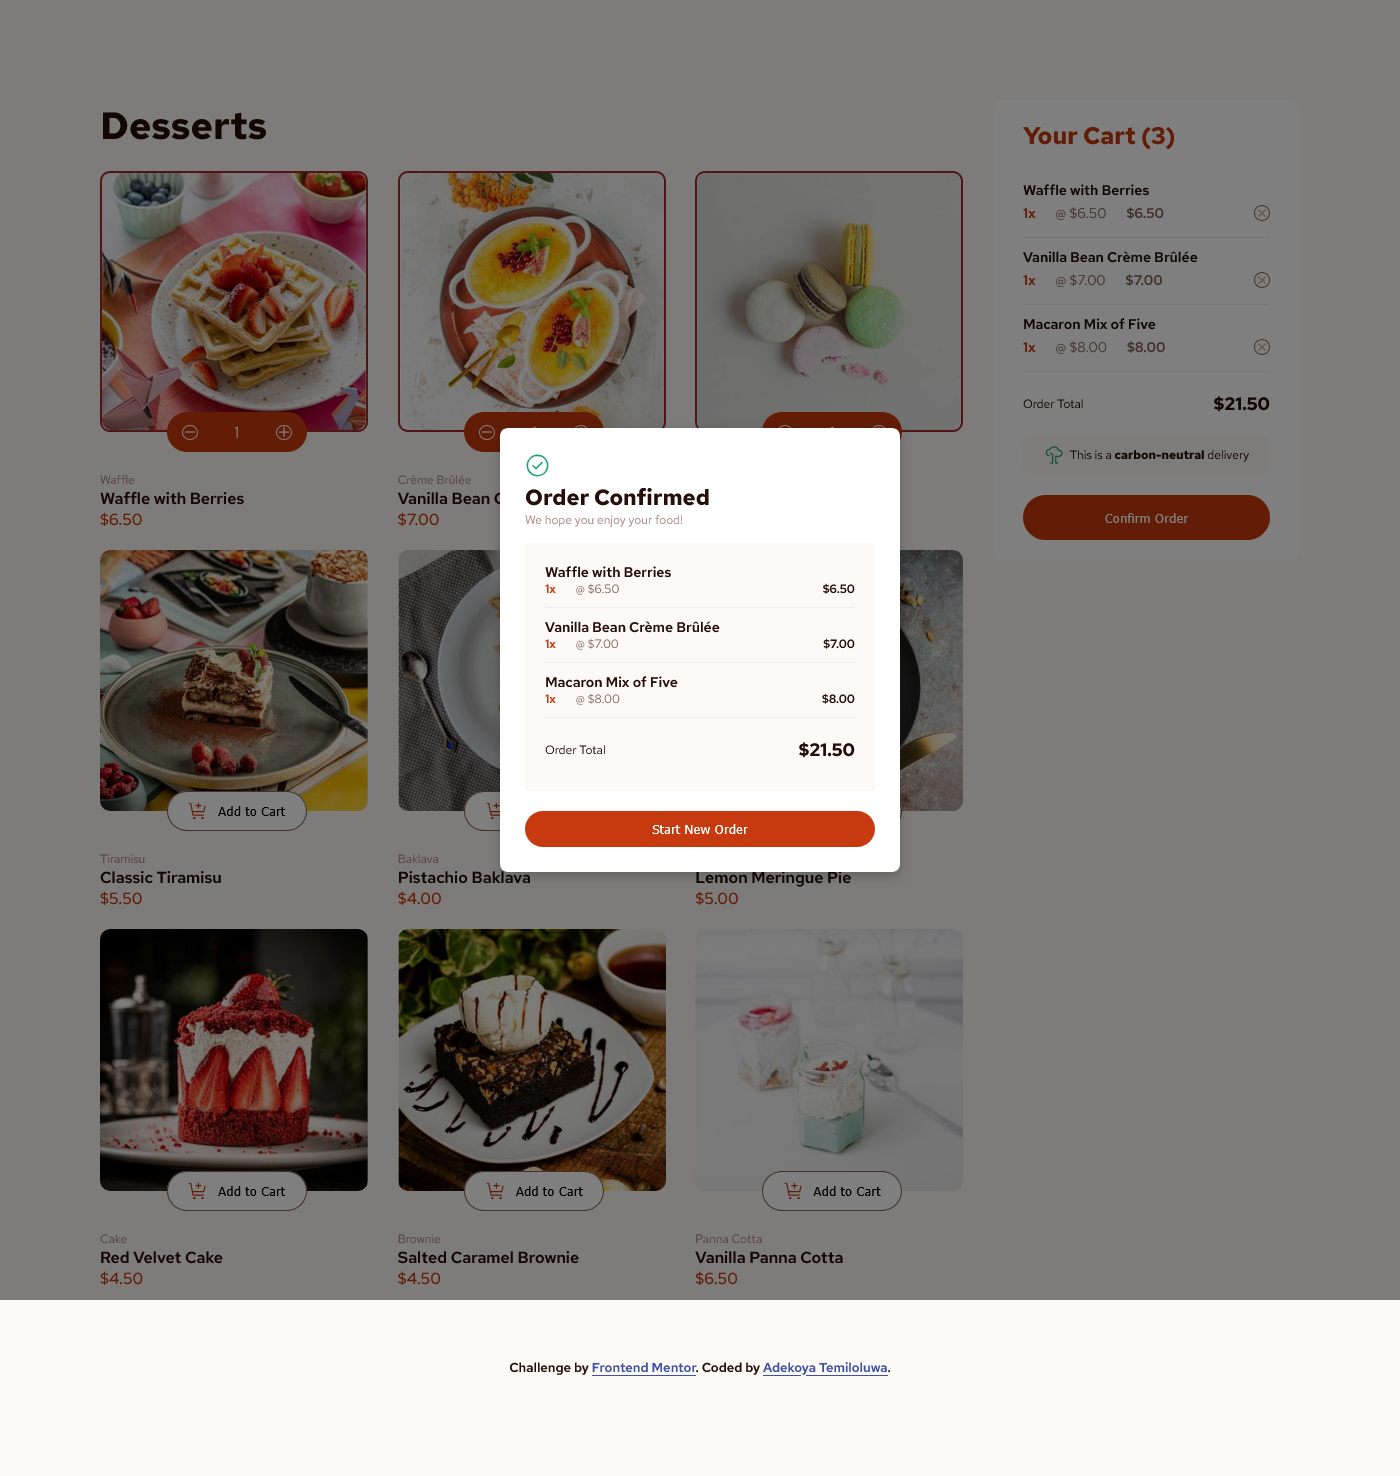 Desserts
1
Waffle
Waffle with Berries
$6.50
Crème Brûlée
Vanilla Bean C
$7.00
Add to Cart
Tiramisu
Classic Tiramisu
$5.50
Baklava
Pistachio Baklava
$4.00
Lemon Meringue Pie
$5.00
Add to Cart
Cake
Red Velvet Cake
$4.50
Add to Cart
Brownie
Salted Caramel Brownie
$4.50
Add to Cart
Panna Cotta
Vanilla Panna Cotta
$6.50
Your Cart (3)
Waffle with Berries
1x @ $6.50 $6.50
Vanilla Bean Crème Brûlée
1x @ $7.00 $7.00
Macaron Mix of Five
1x @ $8.00 $8.00
Order Total $21.50
This is a carbon-neutral delivery
Confirm Order
Order Confirmed
We hope you enjoy your food!
Waffle with Berries
1x @ $6.50 $6.50
Vanilla Bean Crème Brûlée
1x @ $7.00 $7.00
Macaron Mix of Five
1x @ $8.00 $8.00
Order Total $21.50
Start New Order
Challenge by Frontend Mentor. Coded by Adekoya Temiloluwa.